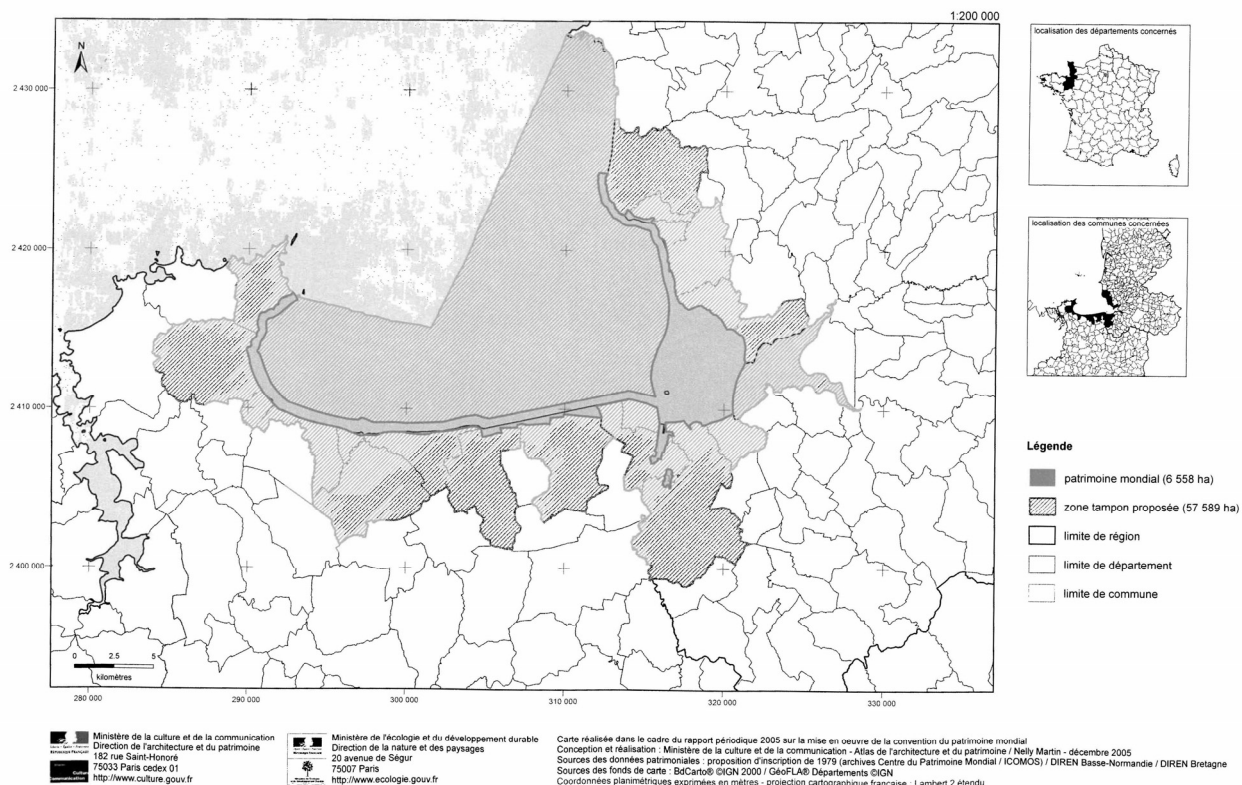 1:200 000
N
2 430 000
2 420 000
2 410 000
2 400 000
0 2.5 5
kilomètres
280 000 290 000 300 000 310 000 320 000 330 000
localisation des départements concernés
localisation des communes concernées
Légende
patrimoine mondial (6 558 ha)
zone tampon proposée (57 589 ha)
limite de région
limite de département
limite de commune
Ministère de la culture et de la communication
Direction de l'architecture et du patrimoine
182 rue Saint-Honoré
75033 Paris cedex 01
http://www.culture.gouv.fr
Culture
Communication
Ministère de l'écologie et du développement durable
Direction de la nature et des paysages
20 avenue de Ségur
75007 Paris
http://www.ecologie.gouv.fr
Carte réalisée dans le cadre du rapport périodique 2005 sur la mise en oeuvre de la convention du patrimoine mondial
Conception et réalisation : Ministère de la culture et de la communication - Atlas de l'architecture et du patrimoine / Nelly Martin - décembre 2005
Sources des données patrimoniales : proposition d'inscription de 1979 (archives Centre du Patrimoine Mondial / ICOMOS) / DIREN Basse-Normandie / DIREN Bretagne
Sources des fonds de carte : BdCarto® ©IGN 2000 / GéoFLA® Départements ©IGN
Coordonnées planimétriques exprimées en mètres - projection cartographique française : Lambert 2 étendu